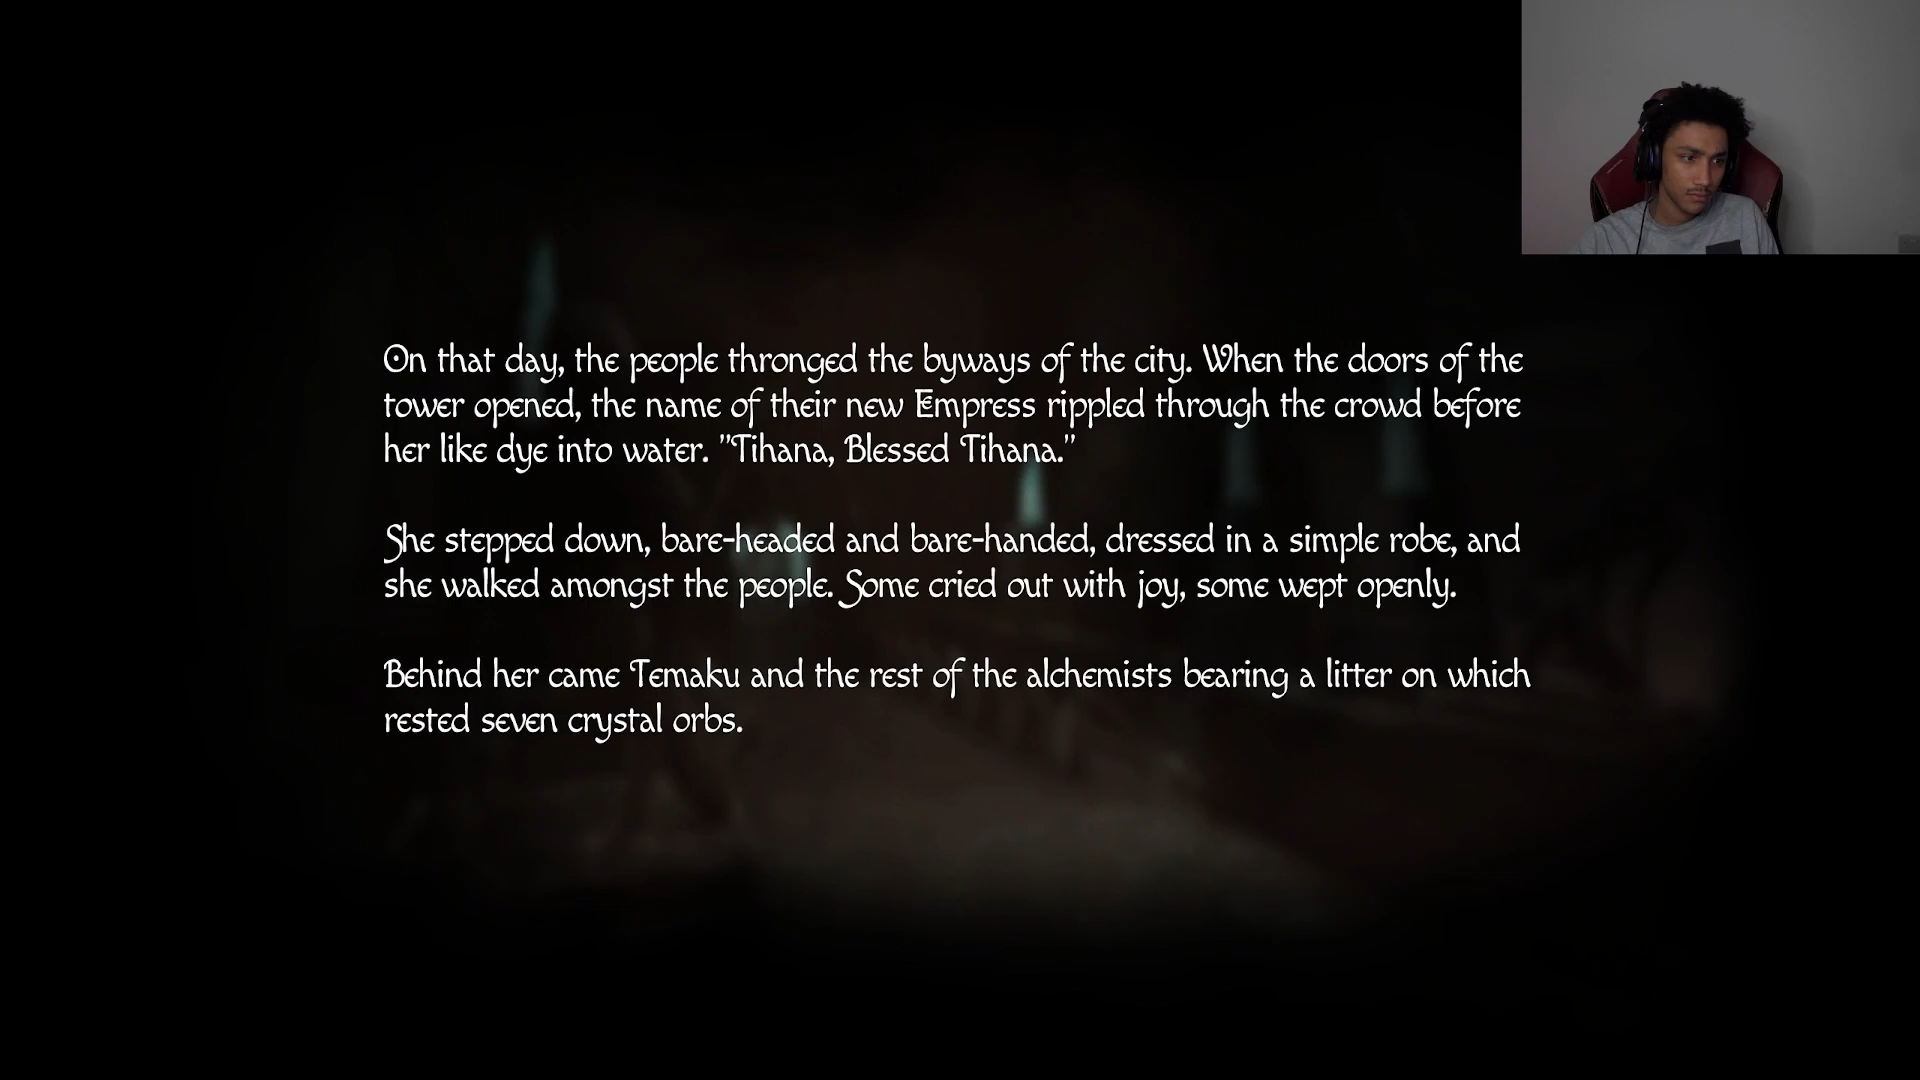 On that day, the people thronged the byways of the city. When the doors of the
tower opened, the name of their new Empress rippled through the crowd before
her like dye into water. "Tihana, Blessed Tihana."
She stepped down, bare-headed and bare-handed, dressed in a simple robe, and
she walked amongst the people. Some cried out with joy, some wept openly.
Behind her came Temaku and the rest of the alchemists bearing a litter on which
rested seven crystal orbs.